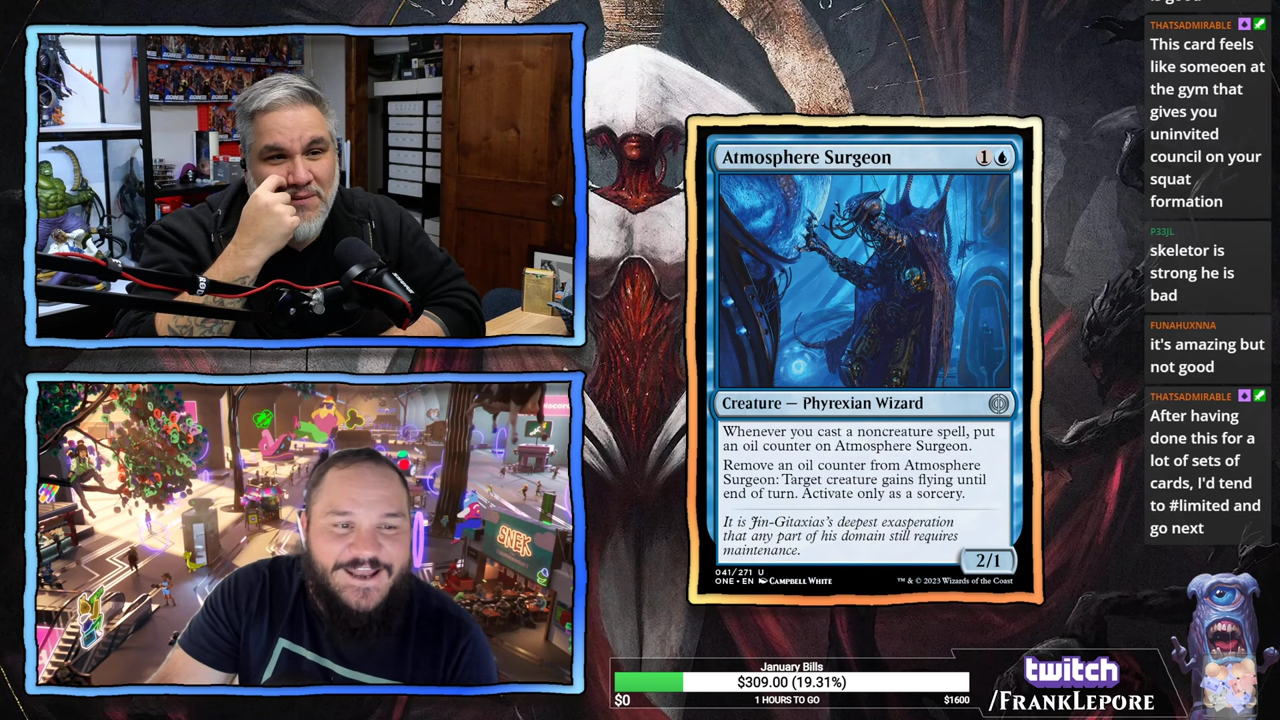 THATSADMIRABLE
This card feels
like someoen at
the gym that
gives you
uninvited
council on your
squat
formation
P33JL
skeletor is
strong he is
bad
FUNAHUXNNA
it's amazing but
not good
THATSADMIRABLE
After having
done this for a
lot of sets of
cards, I'd tend
to #limited and
go next
Atmosphere Surgeon 1
Creature — Phyrexian Wizard
Whenever you cast a noncreature spell, put
an oil counter on Atmosphere Surgeon.
Remove an oil counter from Atmosphere
Surgeon: Target creature gains flying until
end of turn. Activate only as a sorcery.
It is Jin-Gitaxias's deepest exasperation
that any part of his domain still requires
maintenance.
2/1
041/271 U
ONE • EN CAMPBELL WHITE
™ & © 2023 Wizards of the Coast
SNEK
January Bills
$309.00 (19.31%)
$0 1 HOURS TO GO $1600
twitch
/FRANKLEPORE